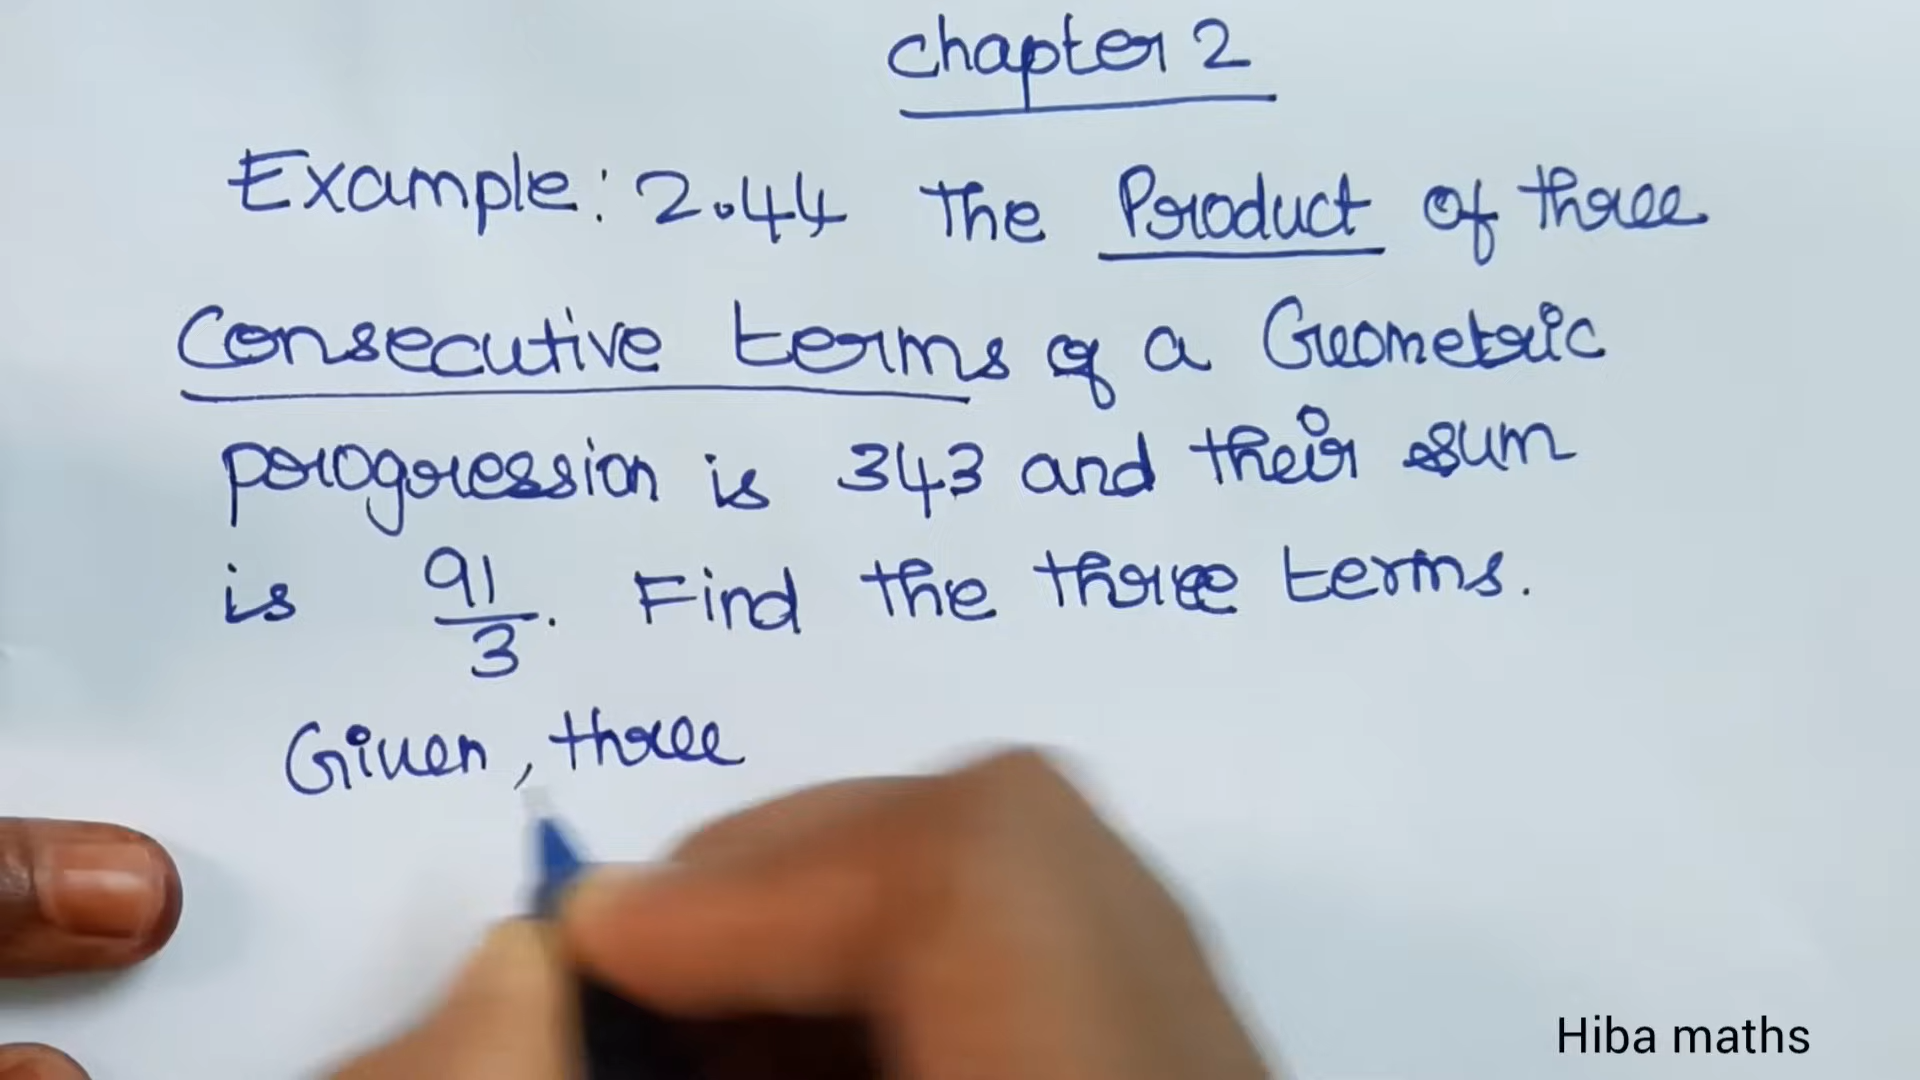 Chapter 2
Example: 2.44 The Product of three
Consecutive terms of a Geometric
progression is 343 and their sum
is 91/3. Find the three terms.
Given, three
Hiba maths